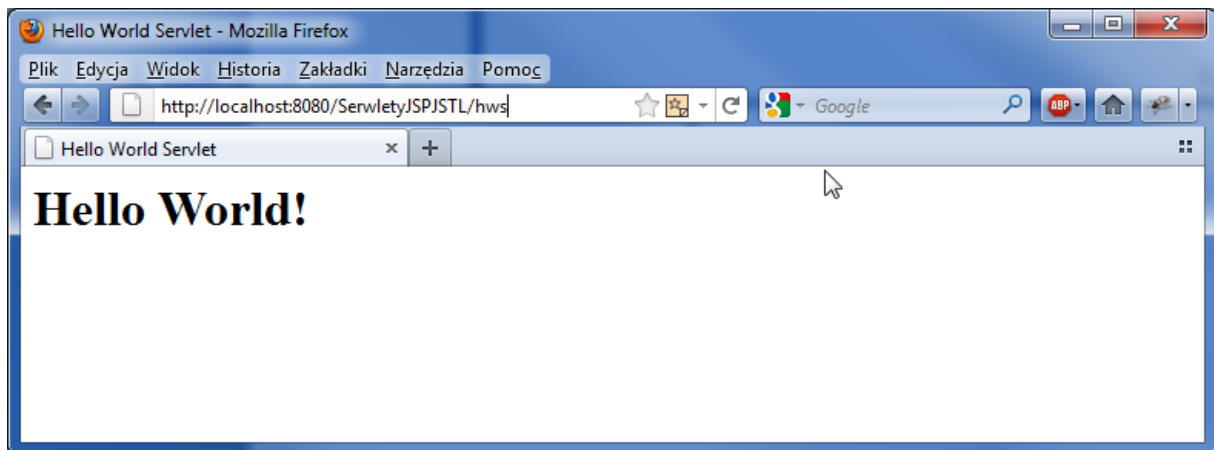 Hello World Servlet - Mozilla Firefox
Plik Edycja Widok Historia Zakładki Narzędzia Pomoc
http://localhost:8080/SerwletyJSPJSTL/hws Google ABP
Hello World Servlet
Hello World!